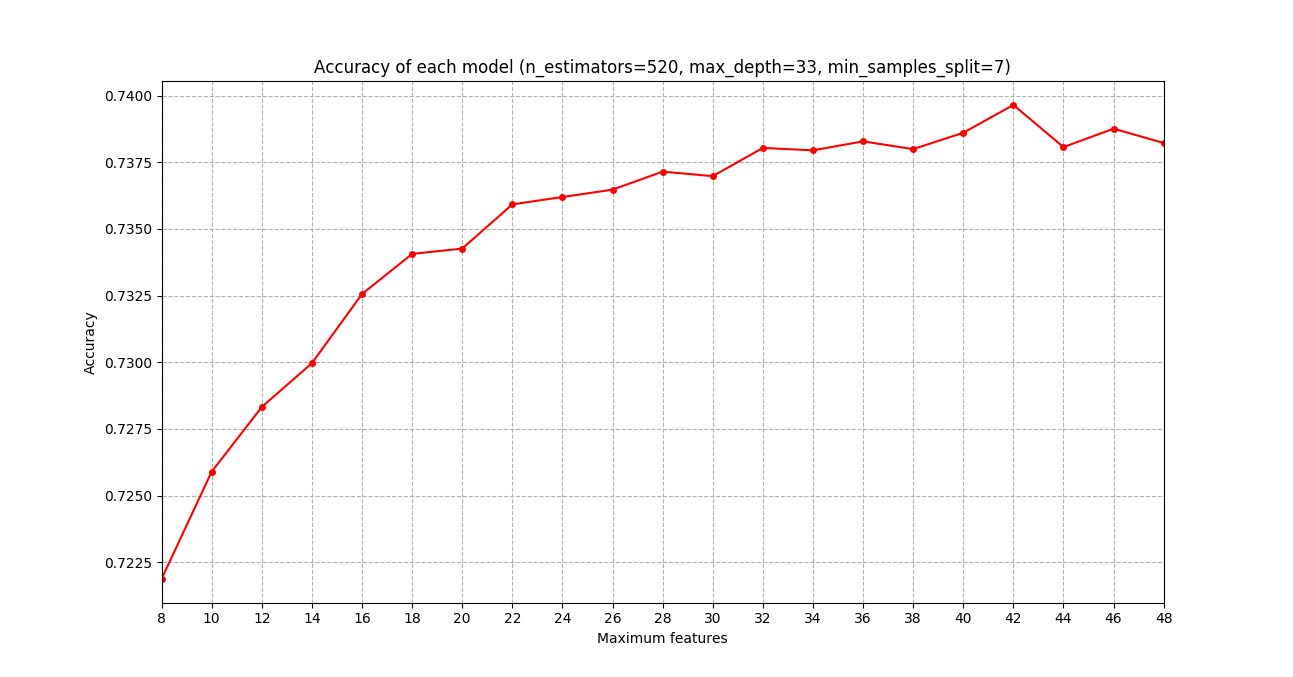 Accuracy of each model (n_estimators=520, max_depth=33, min_samples_split=7)
0.7400
0.7375
0.7350
0.7325
0.7300
0.7275
0.7250
0.7225
Accuracy
8 10 12 14 16 18 20 22 24 26 28 30 32 34 36 38 40 42 44 46 48
Maximum features